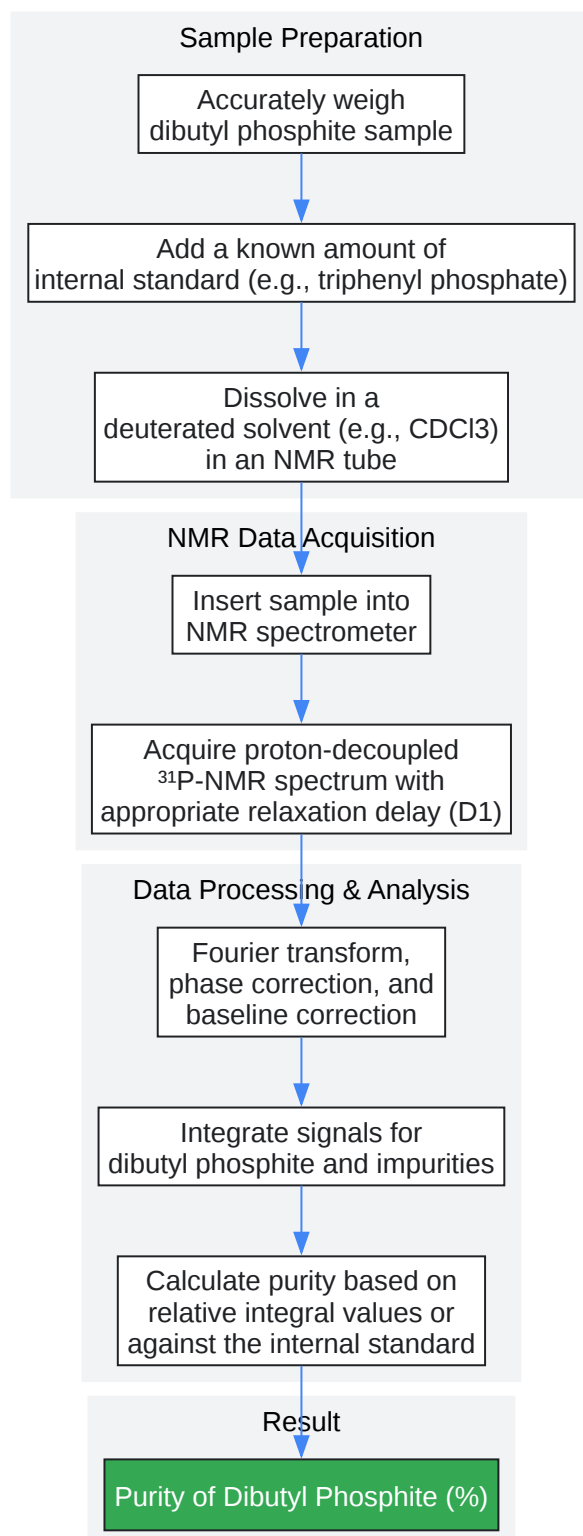 Sample Preparation
Accurately weigh
dibutyl phosphite sample
Add a known amount of
internal standard (e.g., triphenyl phosphate)
Dissolve in a
deuterated solvent (e.g., CDCl3)
in an NMR tube
NMR Data Acquisition
Insert sample into
NMR spectrometer
Acquire proton-decoupled
³¹P-NMR spectrum with
appropriate relaxation delay (D1)
Data Processing & Analysis
Fourier transform,
phase correction, and
baseline correction
Integrate signals for
dibutyl phosphite and impurities
Calculate purity based on
relative integral values or
against the internal standard
Result
Purity of Dibutyl Phosphite (%)